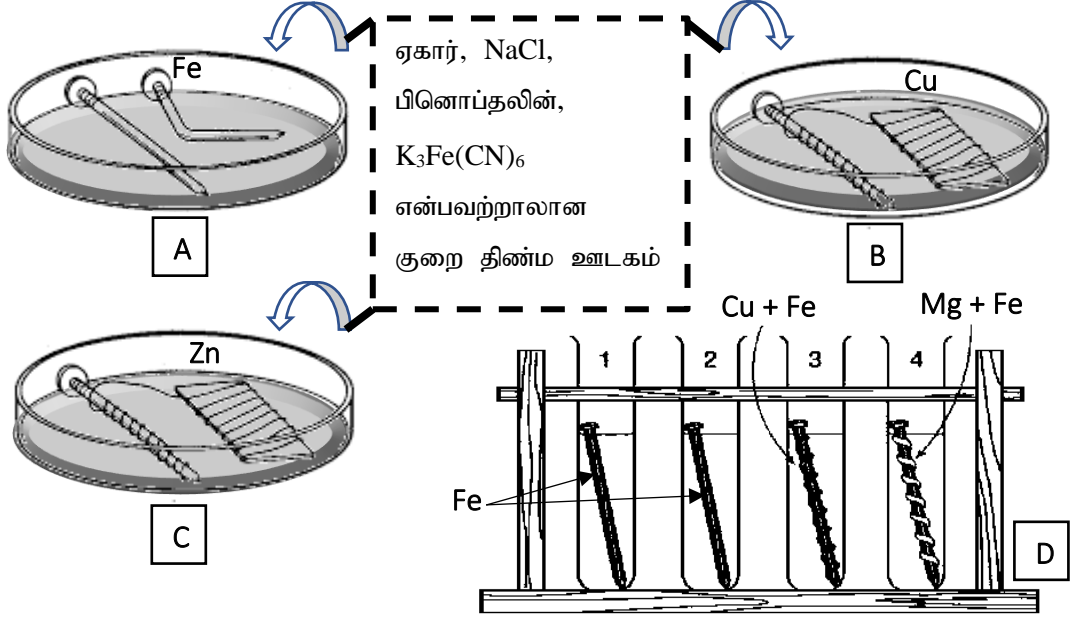 Fe
ஏகார், NaCl,
பினொப்தலின்,
K₃Fe(CN)₆
என்பவற்றாலான
குறை திண்ம ஊடகம்
Cu
A
B
Zn
C
Cu + Fe
Mg + Fe
1 2 3 4
Fe
D